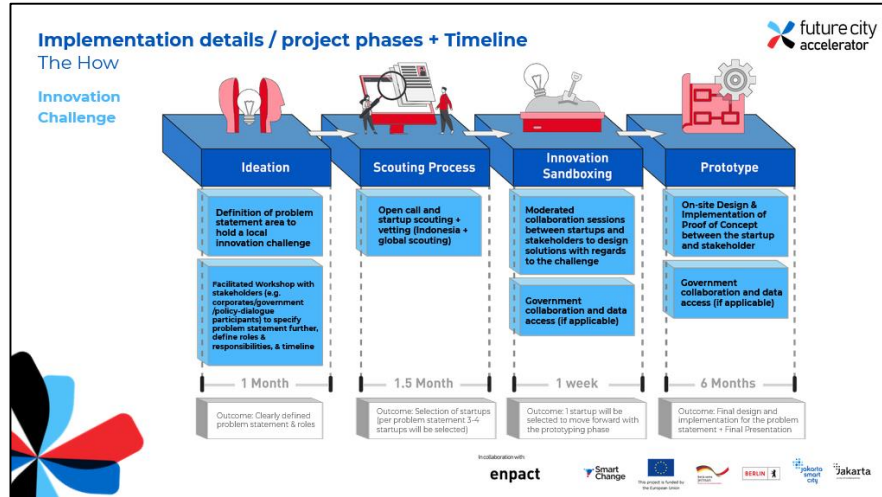 Implementation details / project phases + Timeline
The How
Innovation
Challenge
future city
accelerator
Ideation
Scouting Process
Innovation
Sandboxing
Prototype
Definition of problem
statement area to
hold a local
innovation challenge
Facilitated Workshop with
stakeholders (e.g.
corporates/government
/policy-dialogue
participants) to specify
problem statement further,
define roles &
responsibilities, & timeline
Open call and
startup scouting +
vetting (Indonesia +
global scouting)
Moderated
collaboration sessions
between startups and
stakeholders to design
solutions with regards
to the challenge
Government
collaboration and data
access (if applicable)
On-site Design &
Implementation of
Proof of Concept
between the startup
and stakeholder
Government
collaboration and data
access (if applicable)
1 Month
1.5 Month
1 week
6 Months
Outcome: Clearly defined
problem statement & roles
Outcome: Selection of startups
(per problem statement 3-4
startups will be selected)
Outcome: 1 startup will be
selected to move forward with
the prototyping phase
Outcome: Final design and
implementation for the problem
statement + Final Presentation
In collaboration with
enpact
Smart
Change
This project is funded by
the European Union
BERLIN
jakarta
smart
city
Jakarta